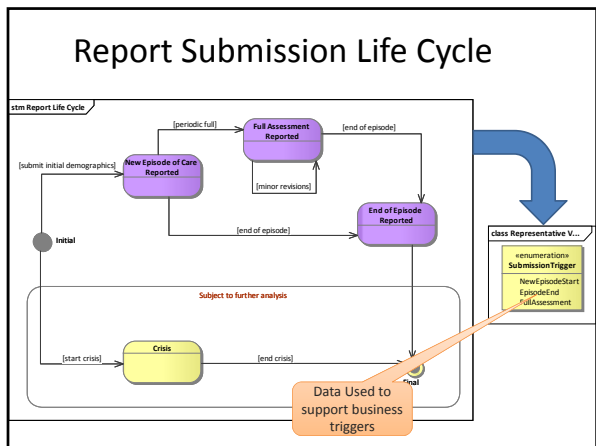 Report Submission Life Cycle
stm Report Life Cycle
[periodic full]
Full Assessment
Reported
[end of episode]
[submit initial demographics]
New Episode of Care
Reported
[minor revisions]
End of Episode
Reported
[end of episode]
Initial
class Representative V...
«enumeration»
SubmissionTrigger
NewEpisodeStart
EpisodeEnd
FullAssessment
Subject to further analysis
Crisis
[start crisis]
[end crisis]
Final
Data Used to
support business
triggers